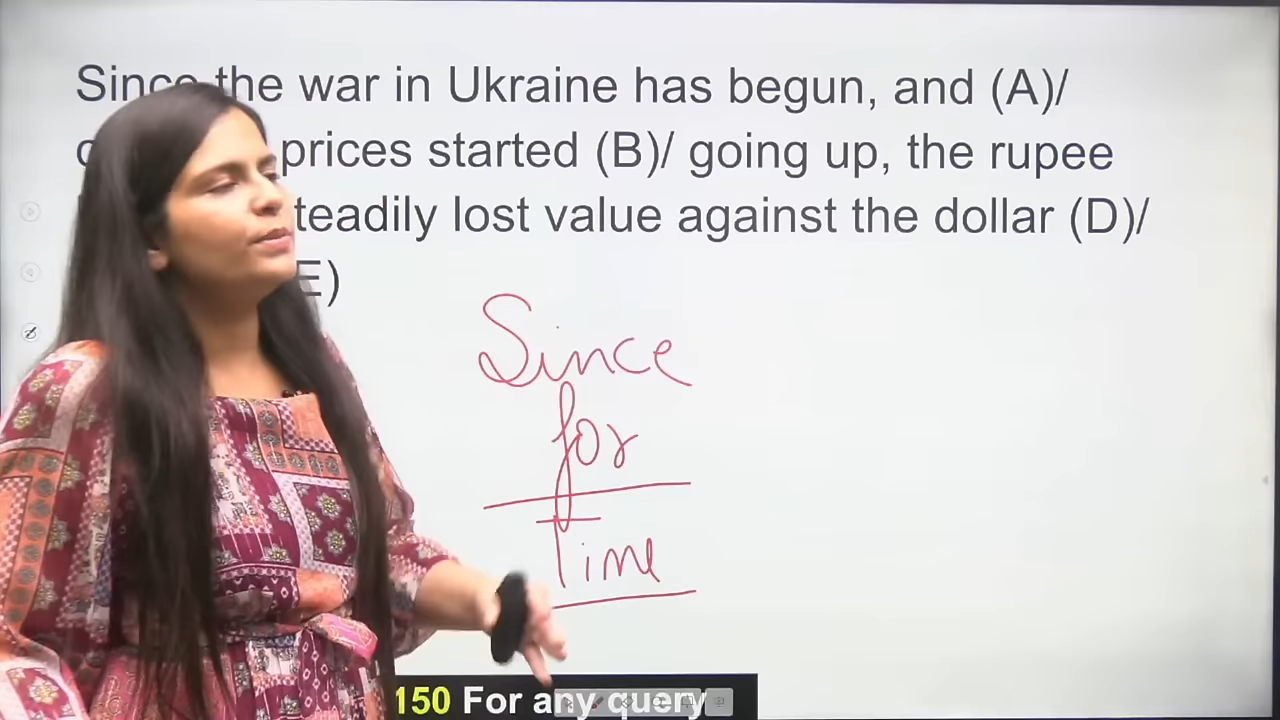 Since the war in Ukraine has begun, and (A)/
prices started (B)/ going up, the rupee
teadily lost value against the dollar (D)/
E)
Since
for
Time
150 For any query